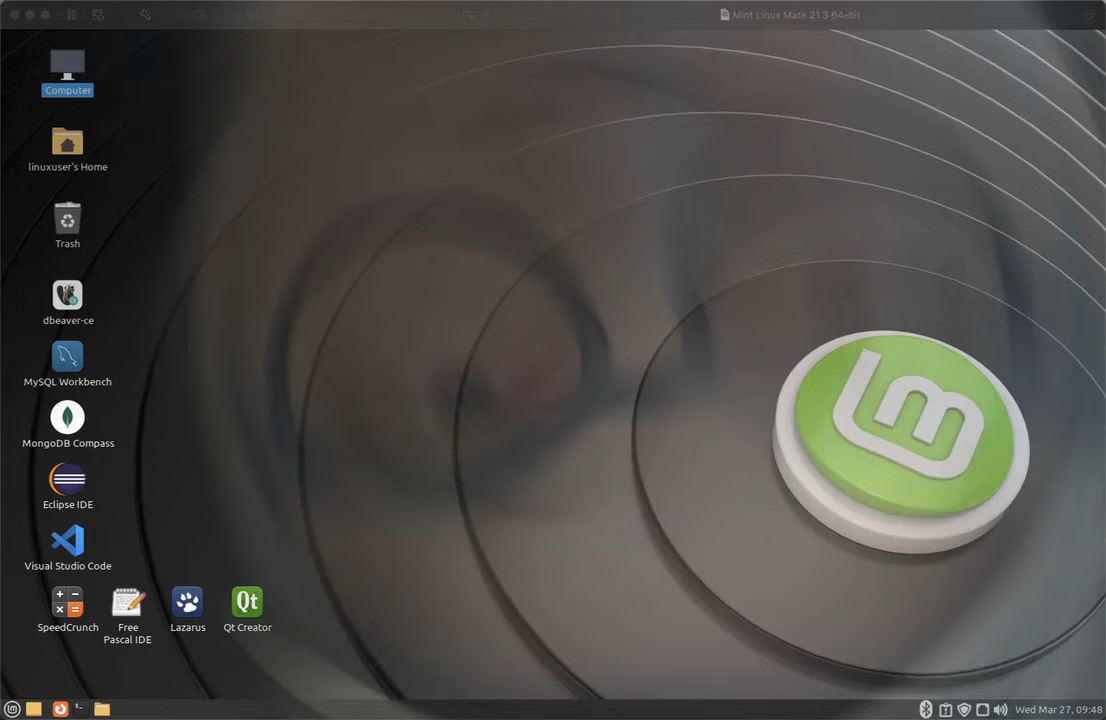 Mint Linux Mate 21.3 64-bit
Computer
linuxuser's Home
Trash
dbeaver-ce
MySQL Workbench
MongoDB Compass
Eclipse IDE
Visual Studio Code
SpeedCrunch
Free
Pascal IDE
Lazarus
Qt
Qt Creator
Wed Mar 27, 09:48